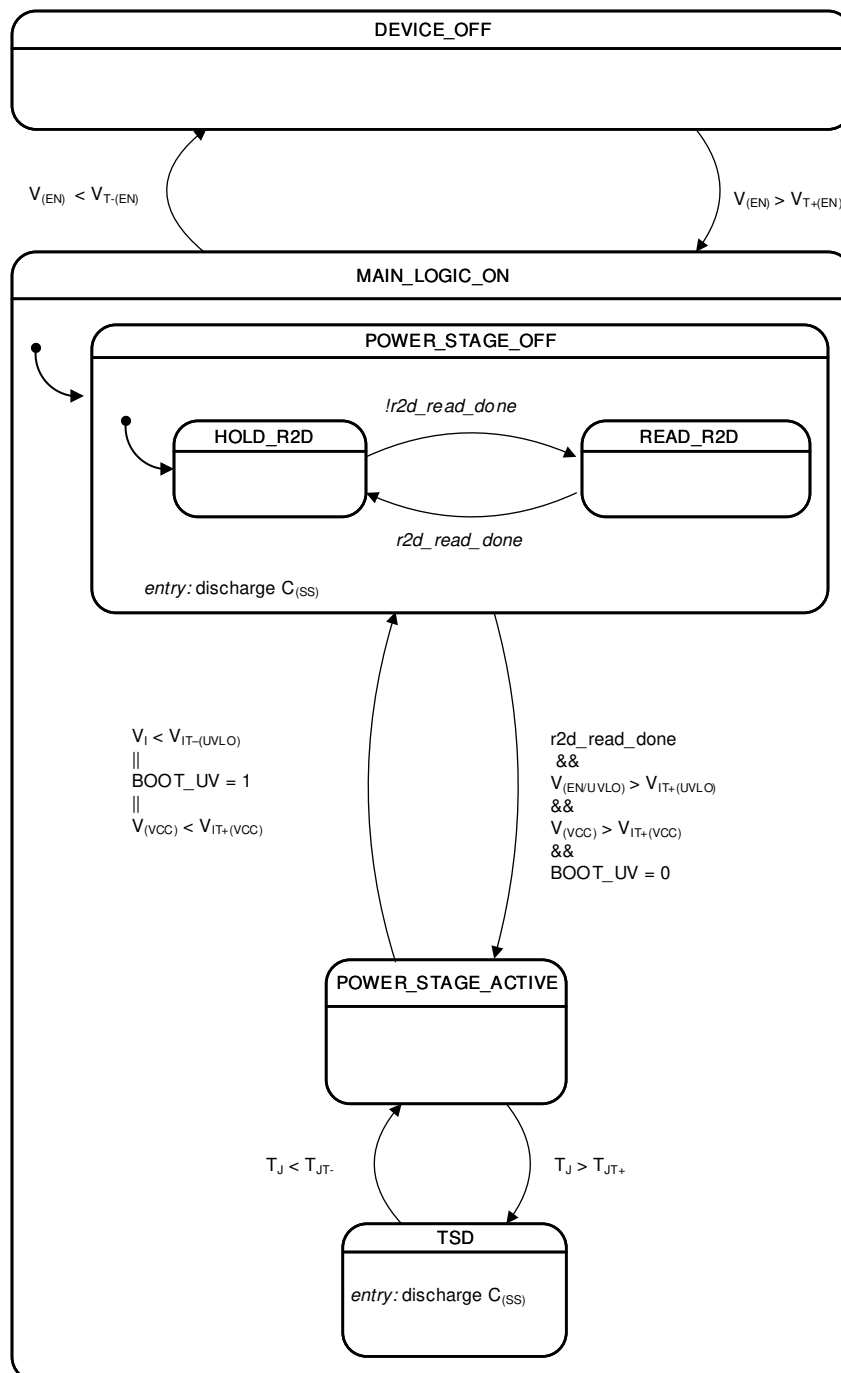 DEVICE_OFF
V(EN) < VT-(EN)
V(EN) > VT+(EN)
MAIN_LOGIC_ON
POWER_STAGE_OFF
!r2d_read_done
HOLD_R2D
READ_R2D
r2d_read_done
entry: discharge C(SS)
VI < VIT–(UVLO)
||
BOOT_UV = 1
||
V(VCC) < VIT+(VCC)
r2d_read_done
&&
V(EN/UVLO) > VIT+(UVLO)
&&
V(VCC) > VIT+(VCC)
&&
BOOT_UV = 0
POWER_STAGE_ACTIVE
TJ < TJT-
TJ > TJT+
TSD
entry: discharge C(SS)